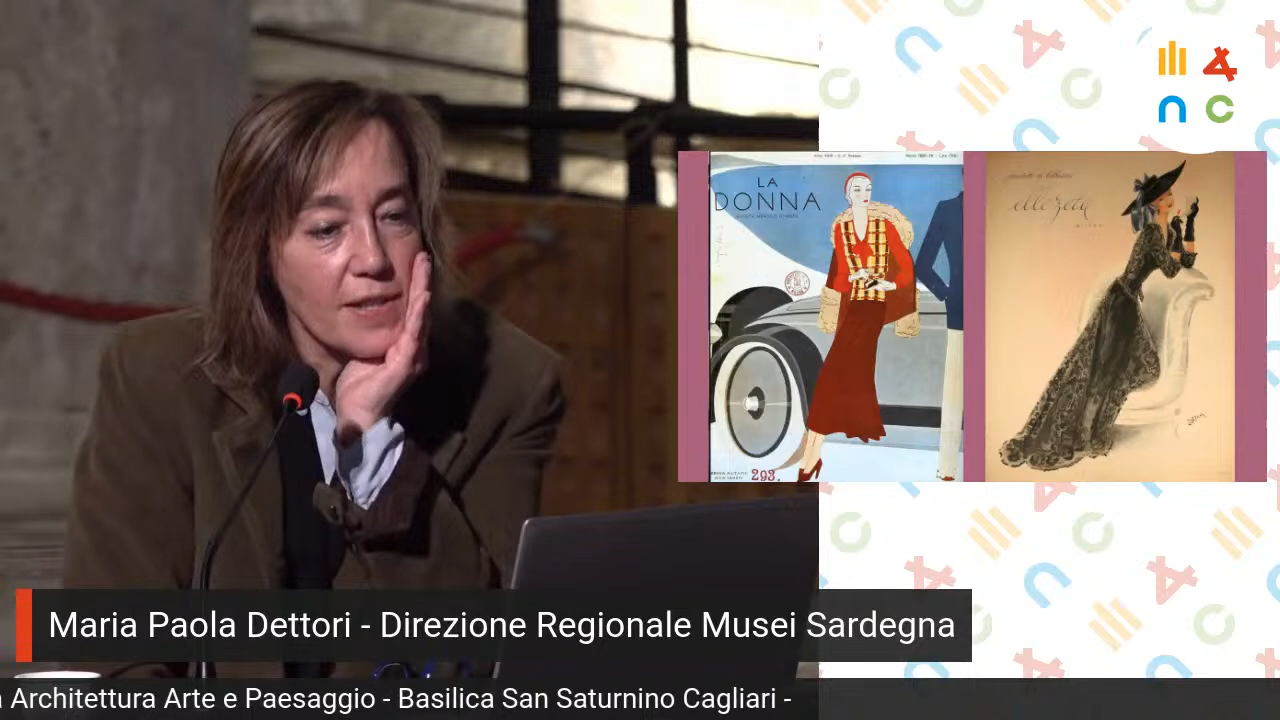 LA
DONNA
elle zeta
293.
Maria Paola Dettori - Direzione Regionale Musei Sardegna
a Architettura Arte e Paesaggio - Basilica San Saturnino Cagliari -